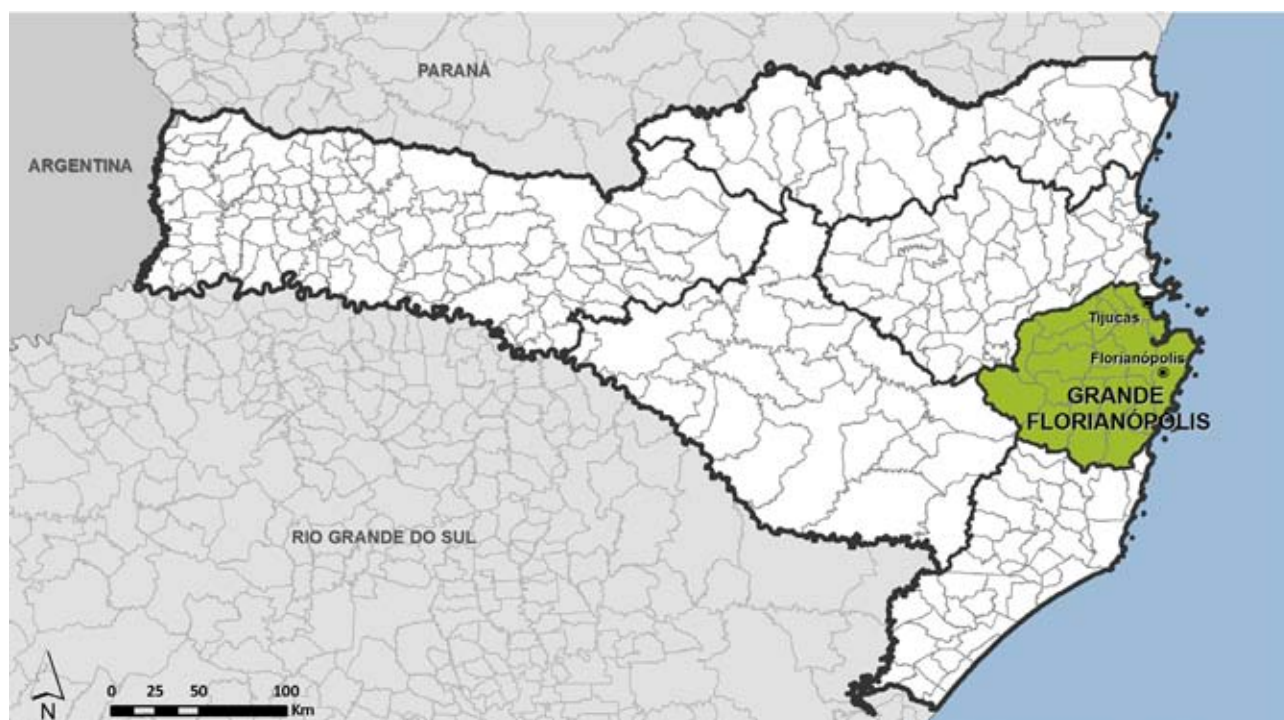 PARANÁ
ARGENTINA
Tijucas
Florianópolis
GRANDE
FLORIANÓPOLIS
RIO GRANDE DO SUL
N
0 25 50 100
Km